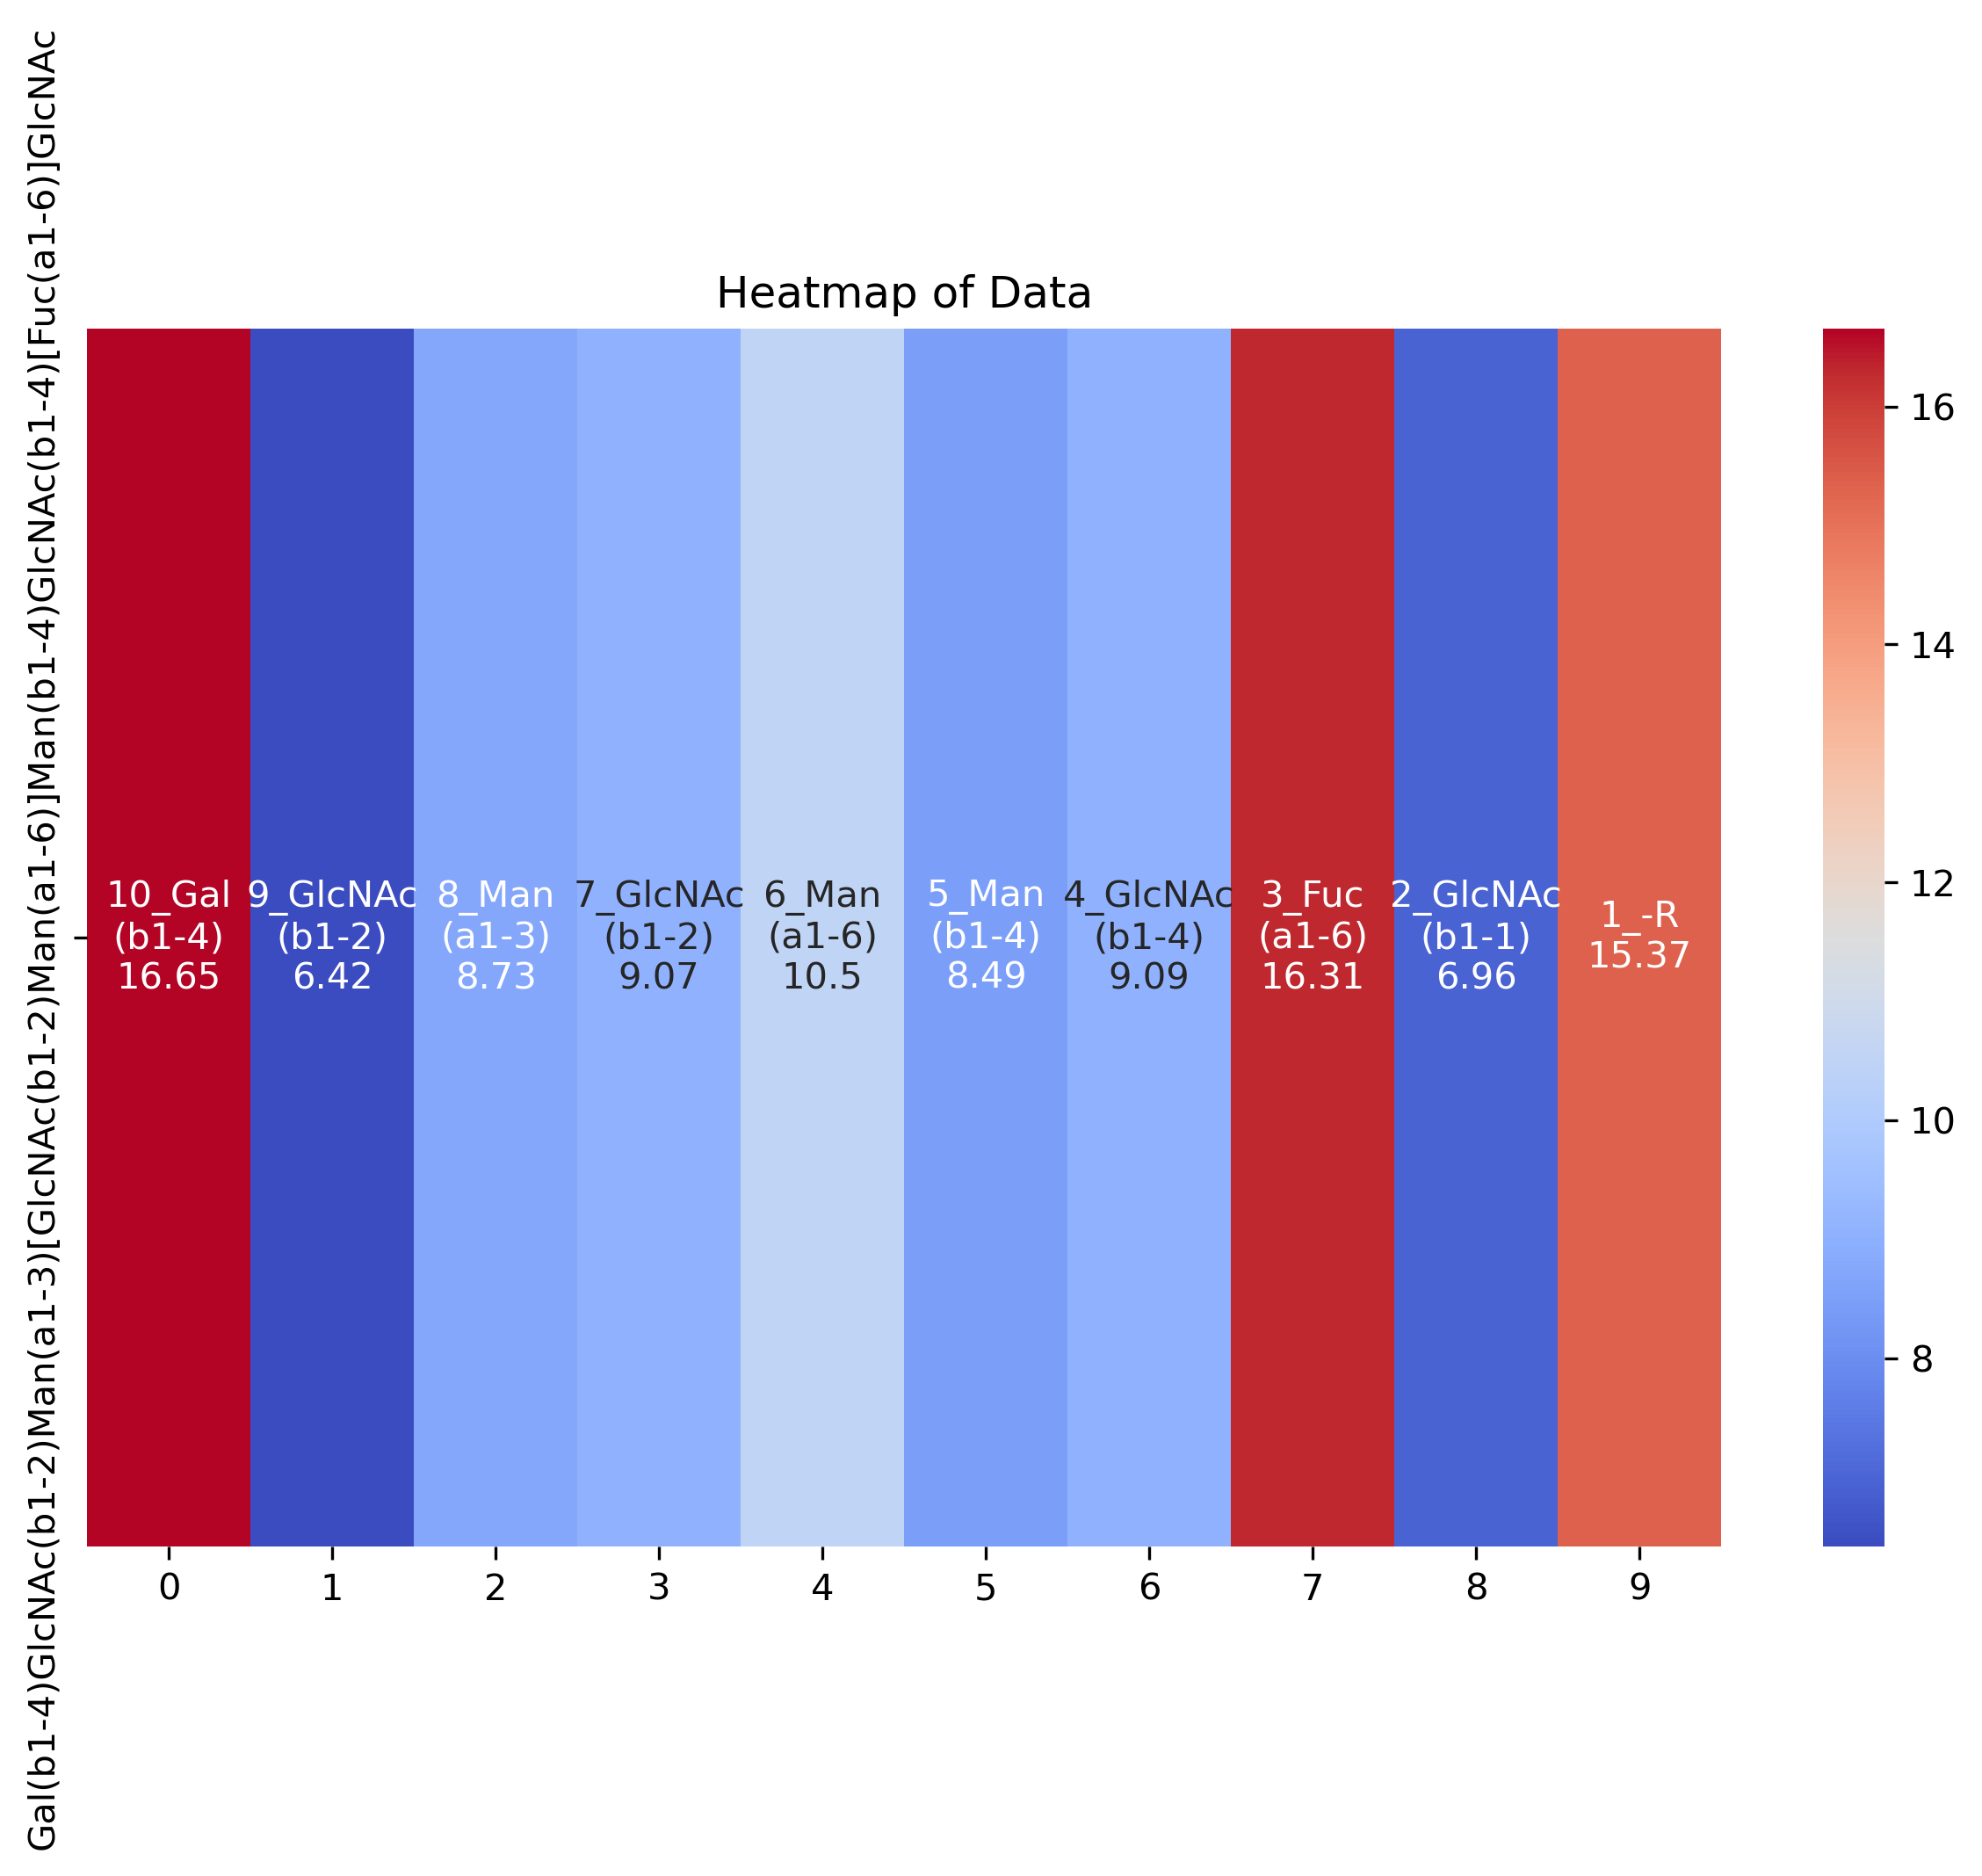 Heatmap of Data
Gal(b1-4)GlcNAc(b1-2)Man(a1-3)[GlcNAc(b1-2)Man(a1-6)]Man(b1-4)GlcNAc(b1-4)[Fuc(a1-6)]GlcNAc
10_Gal
(b1-4)
16.65
9_GlcNAc
(b1-2)
6.42
8_Man
(a1-3)
8.73
7_GlcNAc
(b1-2)
9.07
6_Man
(a1-6)
10.5
5_Man
(b1-4)
8.49
4_GlcNAc
(b1-4)
9.09
3_Fuc
(a1-6)
16.31
2_GlcNAc
(b1-1)
6.96
1_-R
15.37
0 1 2 3 4 5 6 7 8 9
16
14
12
10
8